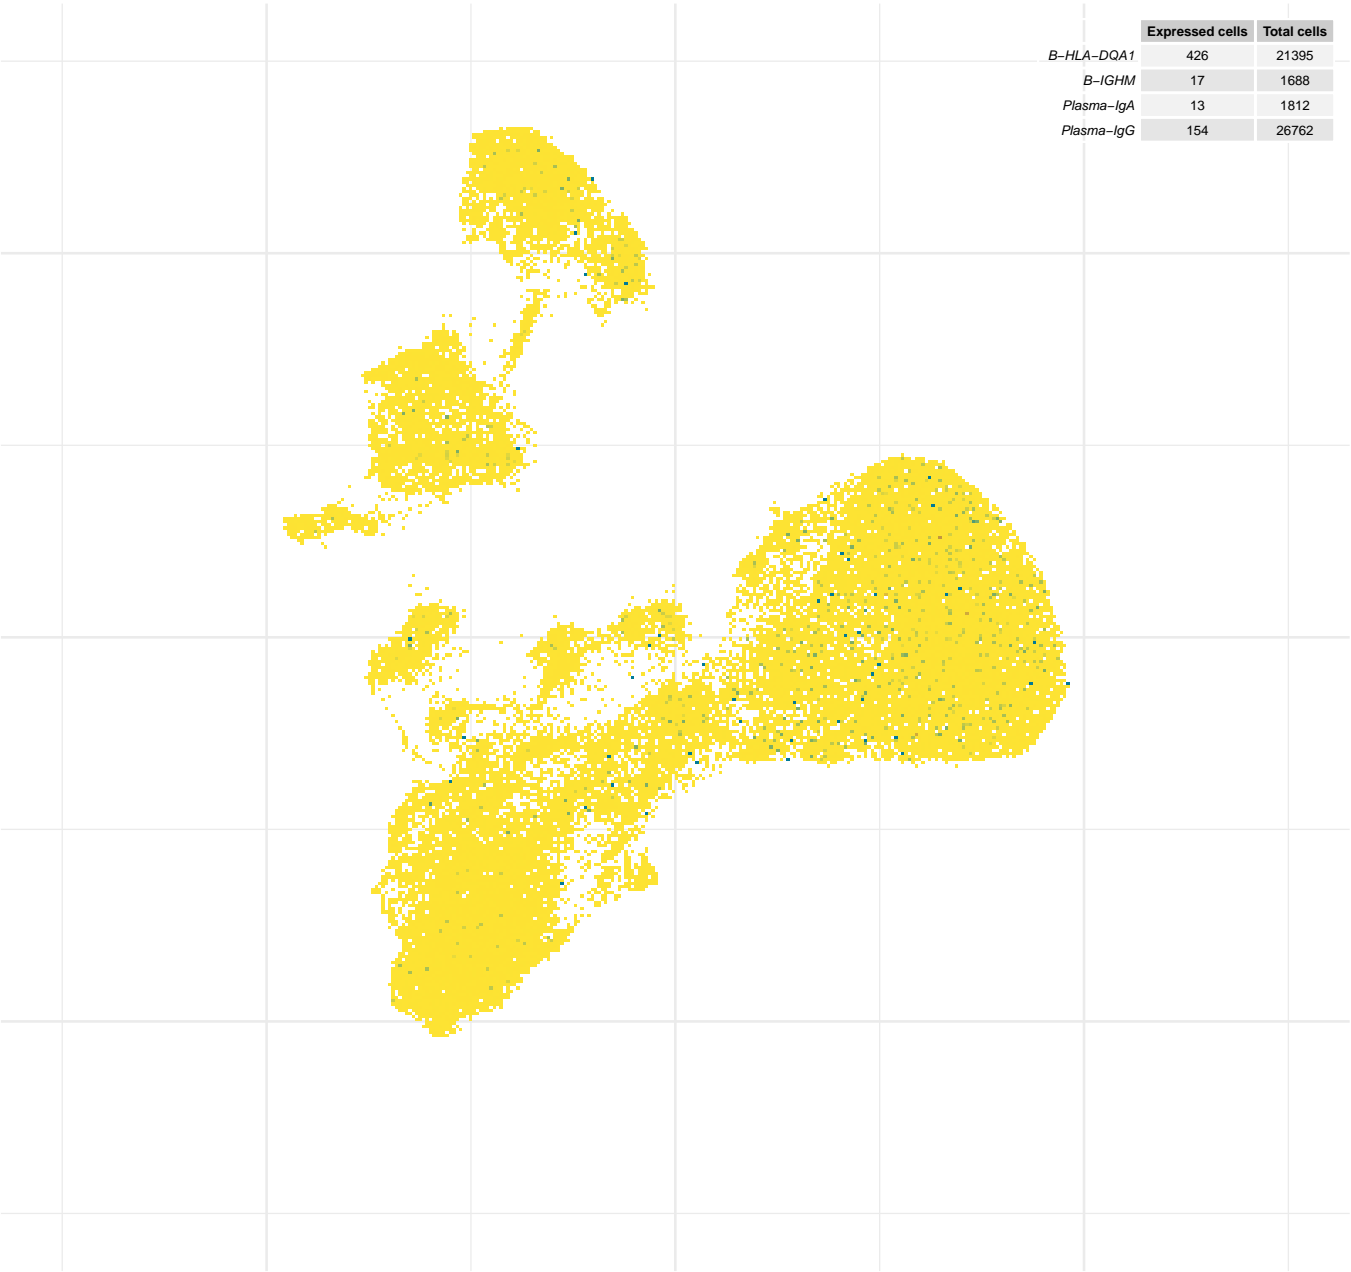 Expressed cells Total cells
B−HLA−DQA1 426 21395
B−IGHM 17 1688
Plasma−IgA 13 1812
Plasma−IgG 154 26762